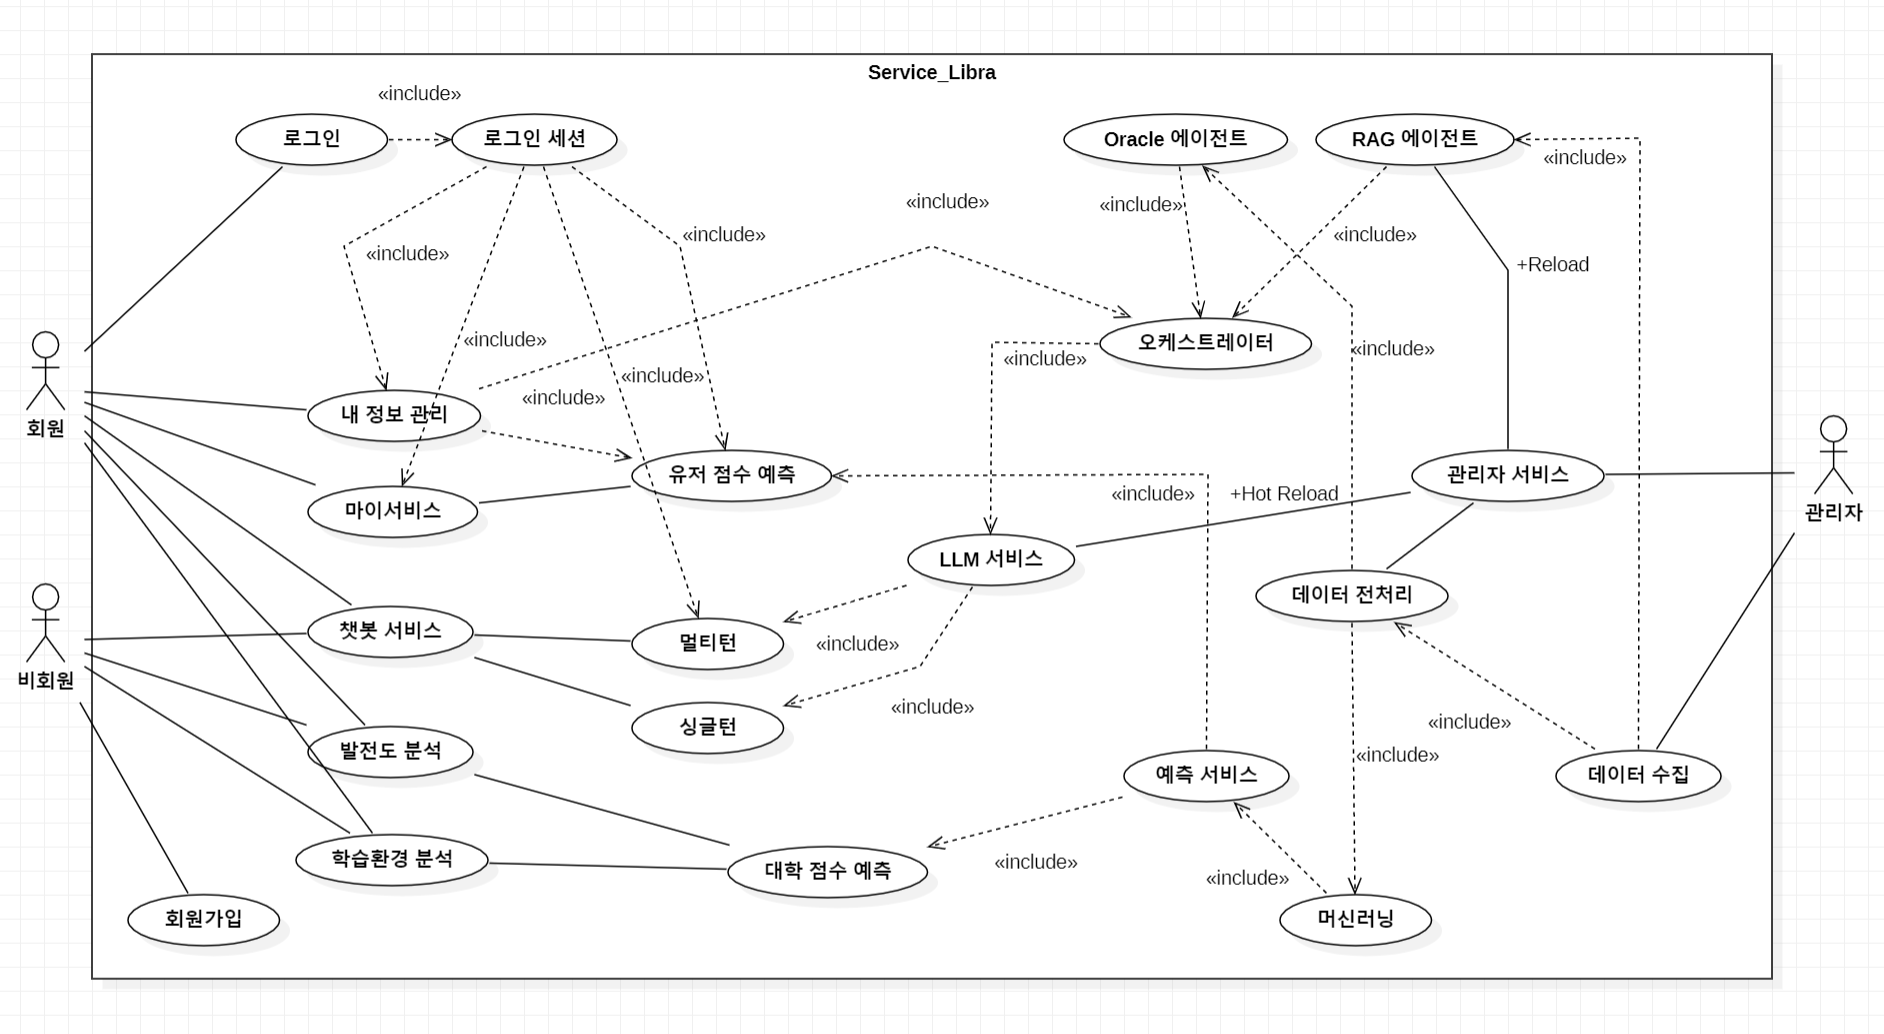 Service_Libra
«include»
로그인
로그인 세션
Oracle 에이전트
RAG 에이전트
«include»
«include»
«include»
«include»
«include»
«include»
+Reload
회원
«include»
«include»
오케스트레이터
«include»
«include»
«include»
«include»
내 정보 관리
유저 점수 예측
관리자 서비스
«include»
+Hot Reload
마이서비스
관리자
LLM 서비스
데이터 전처리
챗봇 서비스
멀티턴
«include»
비회원
«include»
싱글턴
«include»
발전도 분석
«include»
예측 서비스
데이터 수집
학습환경 분석
대학 점수 예측
«include»
«include»
회원가입
머신러닝